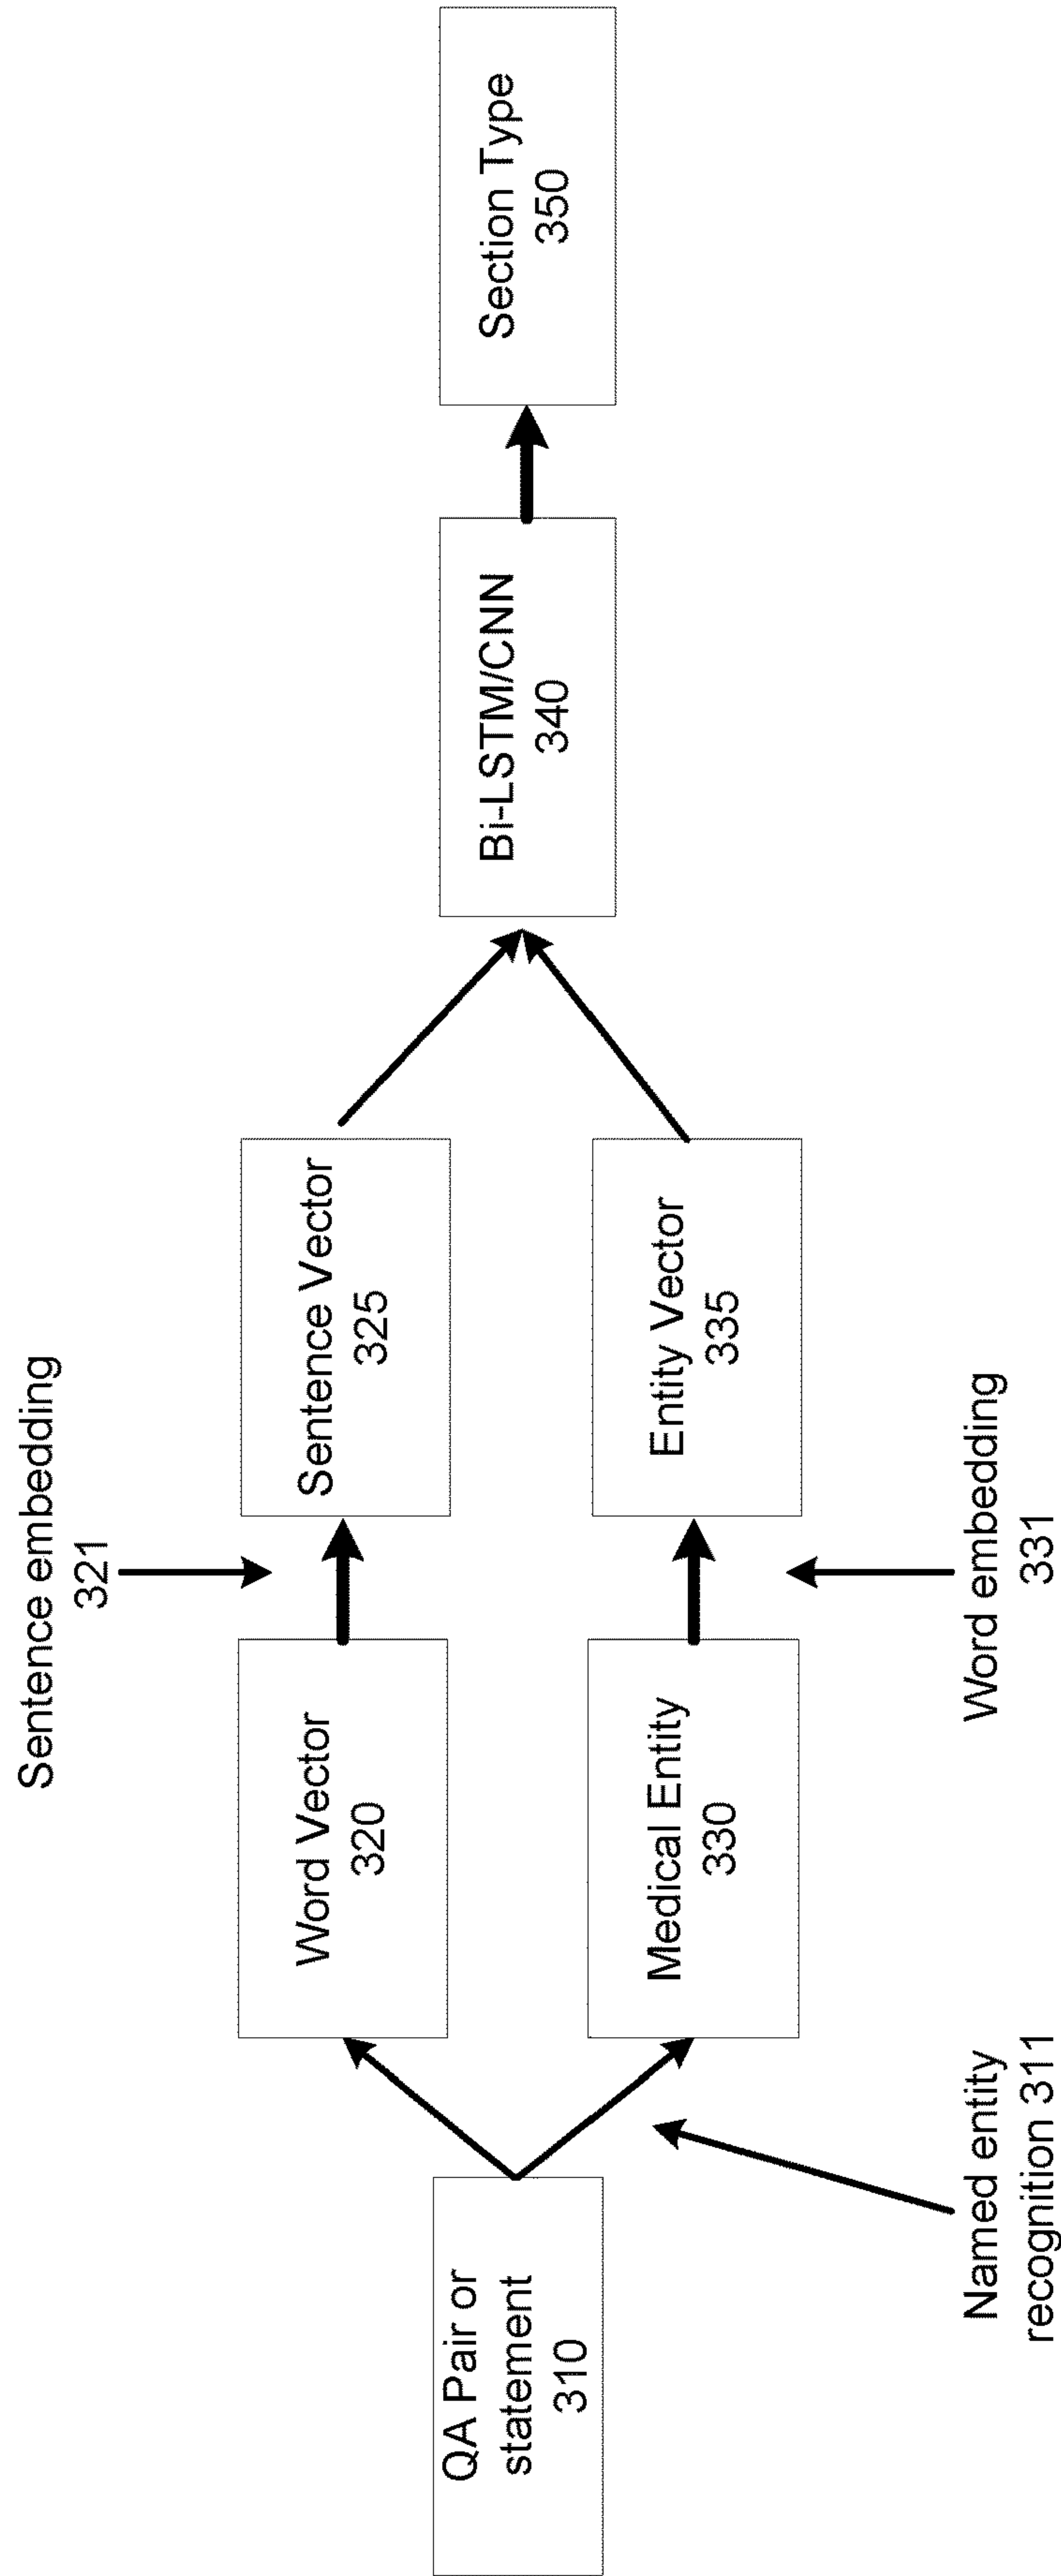 QA Pair or
statement
310
Named entity
recognition 311
Word Vector
320
Medical Entity
330
Sentence embedding
321
Word embedding
331
Sentence Vector
325
Entity Vector
335
Bi-LSTM/CNN
340
Section Type
350